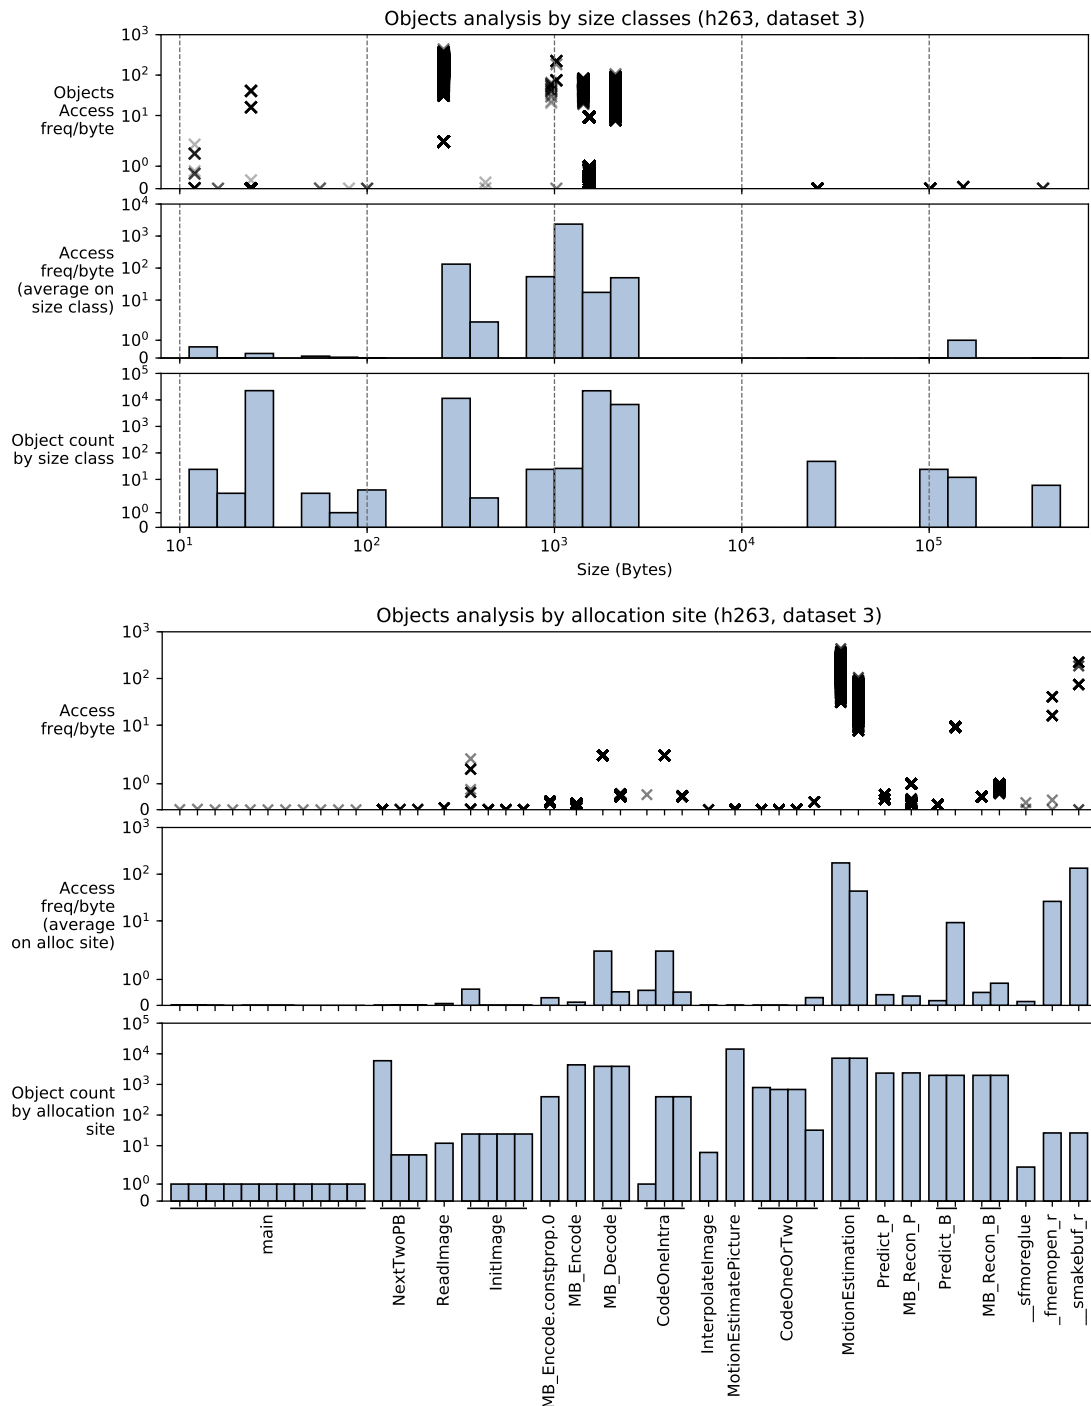 Objects analysis by size classes (h263, dataset 3)
10³
10²
10¹
10⁰
0
Objects
Access
freq/byte
10⁴
10³
10²
10¹
10⁰
0
Access
freq/byte
(average on
size class)
10⁵
10⁴
10³
10²
10¹
10⁰
0
Object count
by size class
10¹ 10² 10³ 10⁴ 10⁵
Size (Bytes)
Objects analysis by allocation site (h263, dataset 3)
10³
10²
10¹
10⁰
0
Access
freq/byte
10³
10²
10¹
10⁰
0
Access
freq/byte
(average
on alloc site)
10⁵
10⁴
10³
10²
10¹
10⁰
0
Object count
by allocation
site
main
NextTwoPB
ReadImage
InitImage
MB_Encode.constprop.0
MB_Encode
MB_Decode
CodeOneIntra
InterpolateImage
MotionEstimatePicture
CodeOneOrTwo
MotionEstimation
Predict_P
MB_Recon_P
Predict_B
MB_Recon_B
__sfmoreglue
_fmemopen_r
__smakebuf_r